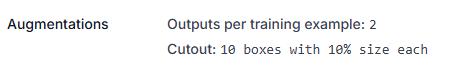 Augmentations
Outputs per training example: 2
Cutout: 10 boxes with 10% size each